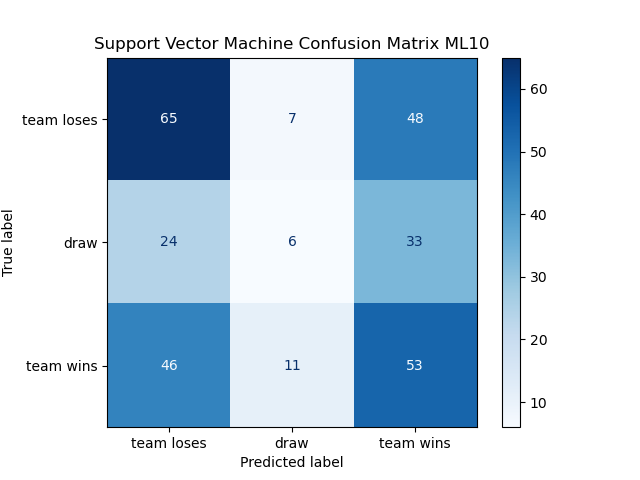 Support Vector Machine Confusion Matrix ML10
True label
team loses
65
7
48
draw
24
6
33
team wins
46
11
53
team loses
draw
team wins
Predicted label
60
50
40
30
20
10